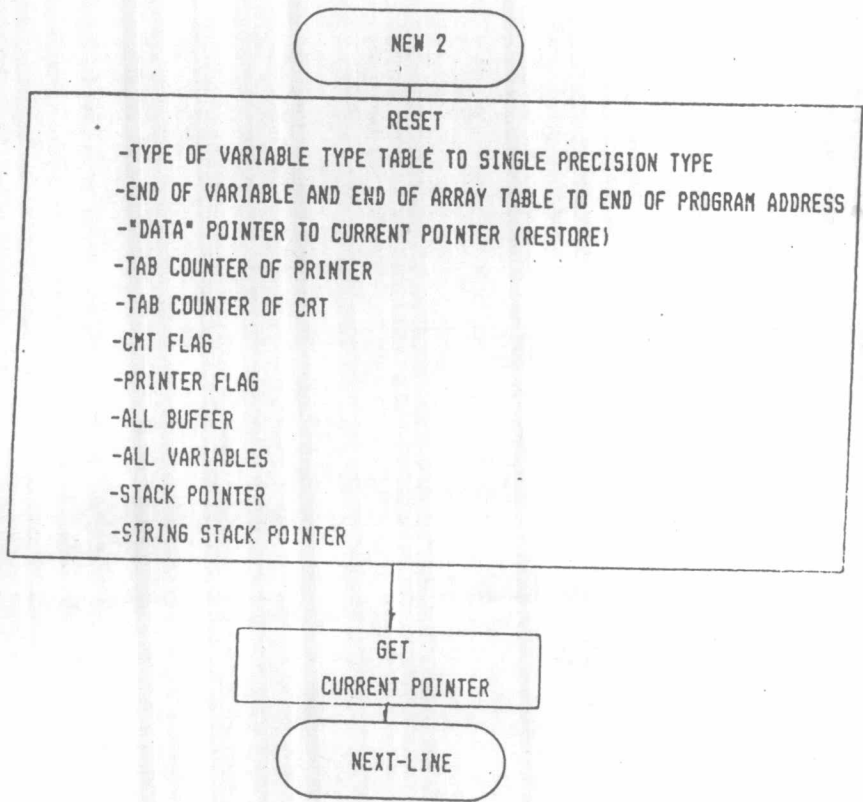 NEW 2
RESET
-TYPE OF VARIABLE TYPE TABLE TO SINGLE PRECISION TYPE
-END OF VARIABLE AND END OF ARRAY TABLE TO END OF PROGRAM ADDRESS
-"DATA" POINTER TO CURRENT POINTER (RESTORE)
-TAB COUNTER OF PRINTER
-TAB COUNTER OF CRT
-CMT FLAG
-PRINTER FLAG
-ALL BUFFER
-ALL VARIABLES
-STACK POINTER
-STRING STACK POINTER
GET
CURRENT POINTER
NEXT-LINE